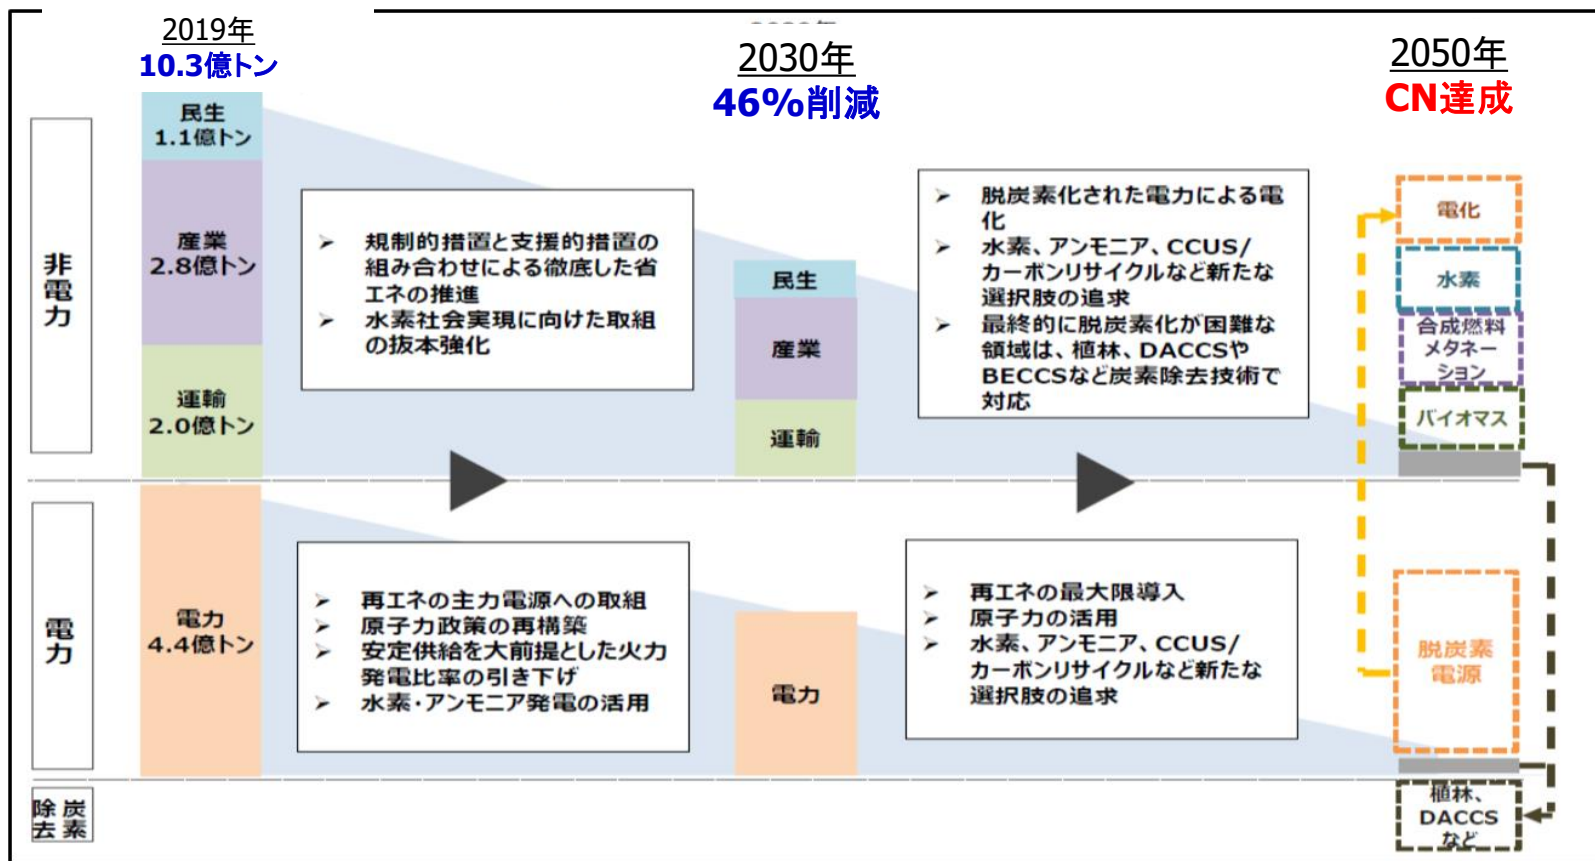 2019年
10.3億トン
2030年
46%削減
2050年
CN達成
非電力
民生
1.1億トン
産業
2.8億トン
運輸
2.0億トン
➢ 規制的措置と支援的措置の
組み合わせによる徹底した省
エネの推進
➢ 水素社会実現に向けた取組
の抜本強化
民生
産業
運輸
➢ 脱炭素化された電力による電
化
➢ 水素、アンモニア、CCUS/
カーボンリサイクルなど新たな
選択肢の追求
➢ 最終的に脱炭素化が困難な
領域は、植林、DACCSや
BECCSなど炭素除去技術で
対応
電化
水素
合成燃料
メタネー
ション
バイオマス
電力
電力
4.4億トン
➢ 再エネの主力電源への取組
➢ 原子力政策の再構築
➢ 安定供給を大前提とした火力
発電比率の引き下げ
➢ 水素・アンモニア発電の活用
電力
➢ 再エネの最大限導入
➢ 原子力の活用
➢ 水素、アンモニア、CCUS/
カーボンリサイクルなど新たな
選択肢の追求
脱炭素
電源
炭素
除去
植林、
DACCS
など